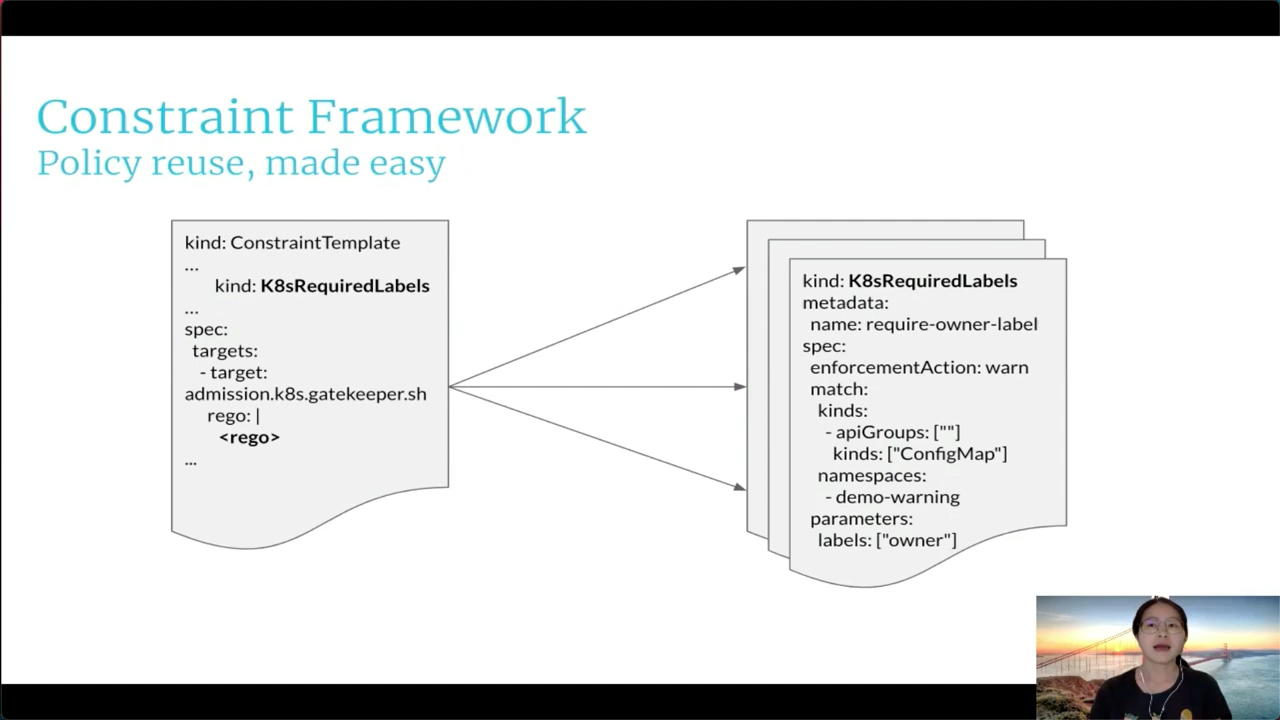 Constraint Framework
Policy reuse, made easy
kind: ConstraintTemplate
...
kind: K8sRequiredLabels
...
spec:
targets:
- target:
admission.k8s.gatekeeper.sh
rego: |
<rego>
...
kind: K8sRequiredLabels
metadata:
name: require-owner-label
spec:
enforcementAction: warn
match:
kinds:
- apiGroups: [""]
kinds: ["ConfigMap"]
namespaces:
- demo-warning
parameters:
labels: ["owner"]